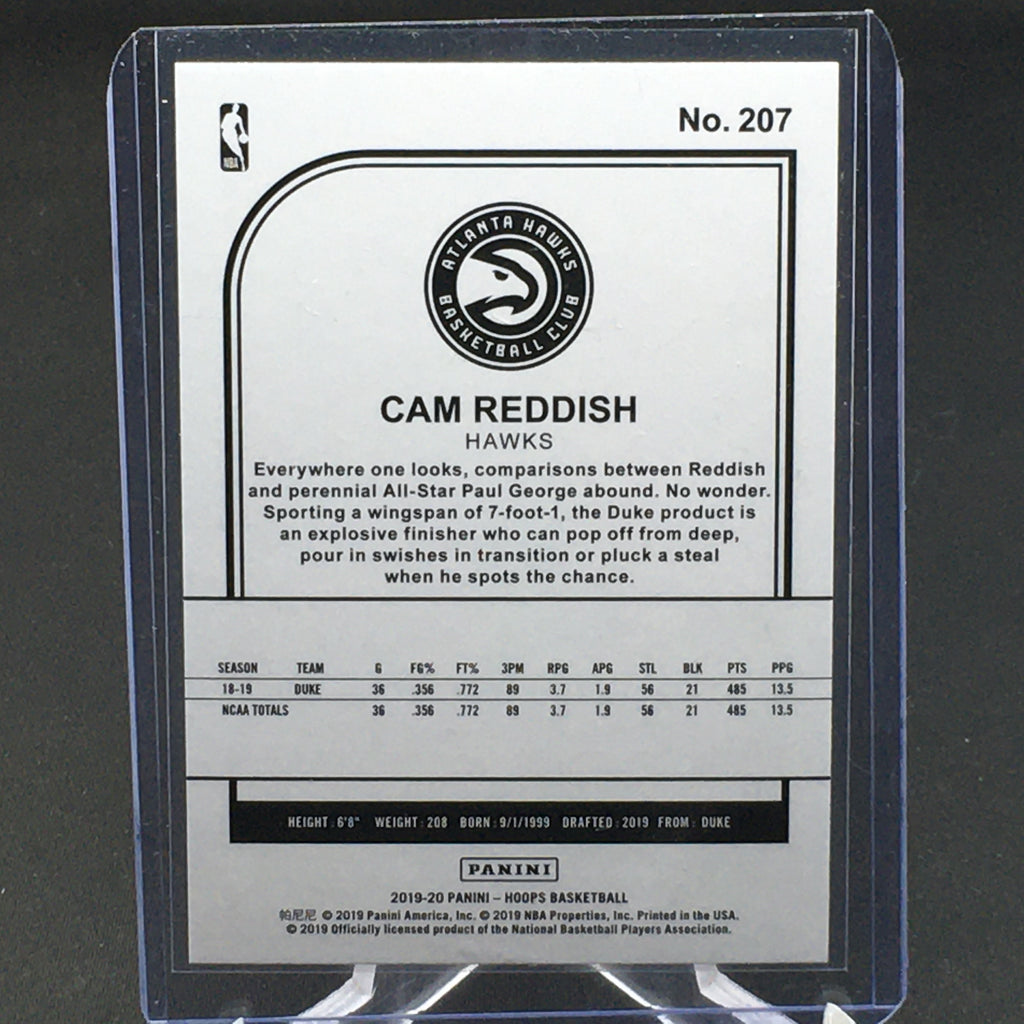 NBA
No. 207
ATLANTA HAWKS
BASKETBALL CLUB
CAM REDDISH
HAWKS
Everywhere one looks, comparisons between Reddish
and perennial All-Star Paul George abound. No wonder.
Sporting a wingspan of 7-foot-1, the Duke product is
an explosive finisher who can pop off from deep,
pour in swishes in transition or pluck a steal
when he spots the chance.
SEASON TEAM G FG% FT% 3PM RPG APG STL BLK PTS PPG
18-19 DUKE 36 .356 .772 89 3.7 1.9 56 21 485 13.5
NCAA TOTALS 36 .356 .772 89 3.7 1.9 56 21 485 13.5
HEIGHT: 6'8" WEIGHT: 208 BORN: 9/1/1999 DRAFTED: 2019 FROM: DUKE
PANINI
2019-20 PANINI – HOOPS BASKETBALL
帕尼尼 © 2019 Panini America, Inc. © 2019 NBA Properties, Inc. Printed in the USA.
© 2019 Officially licensed product of the National Basketball Players Association.